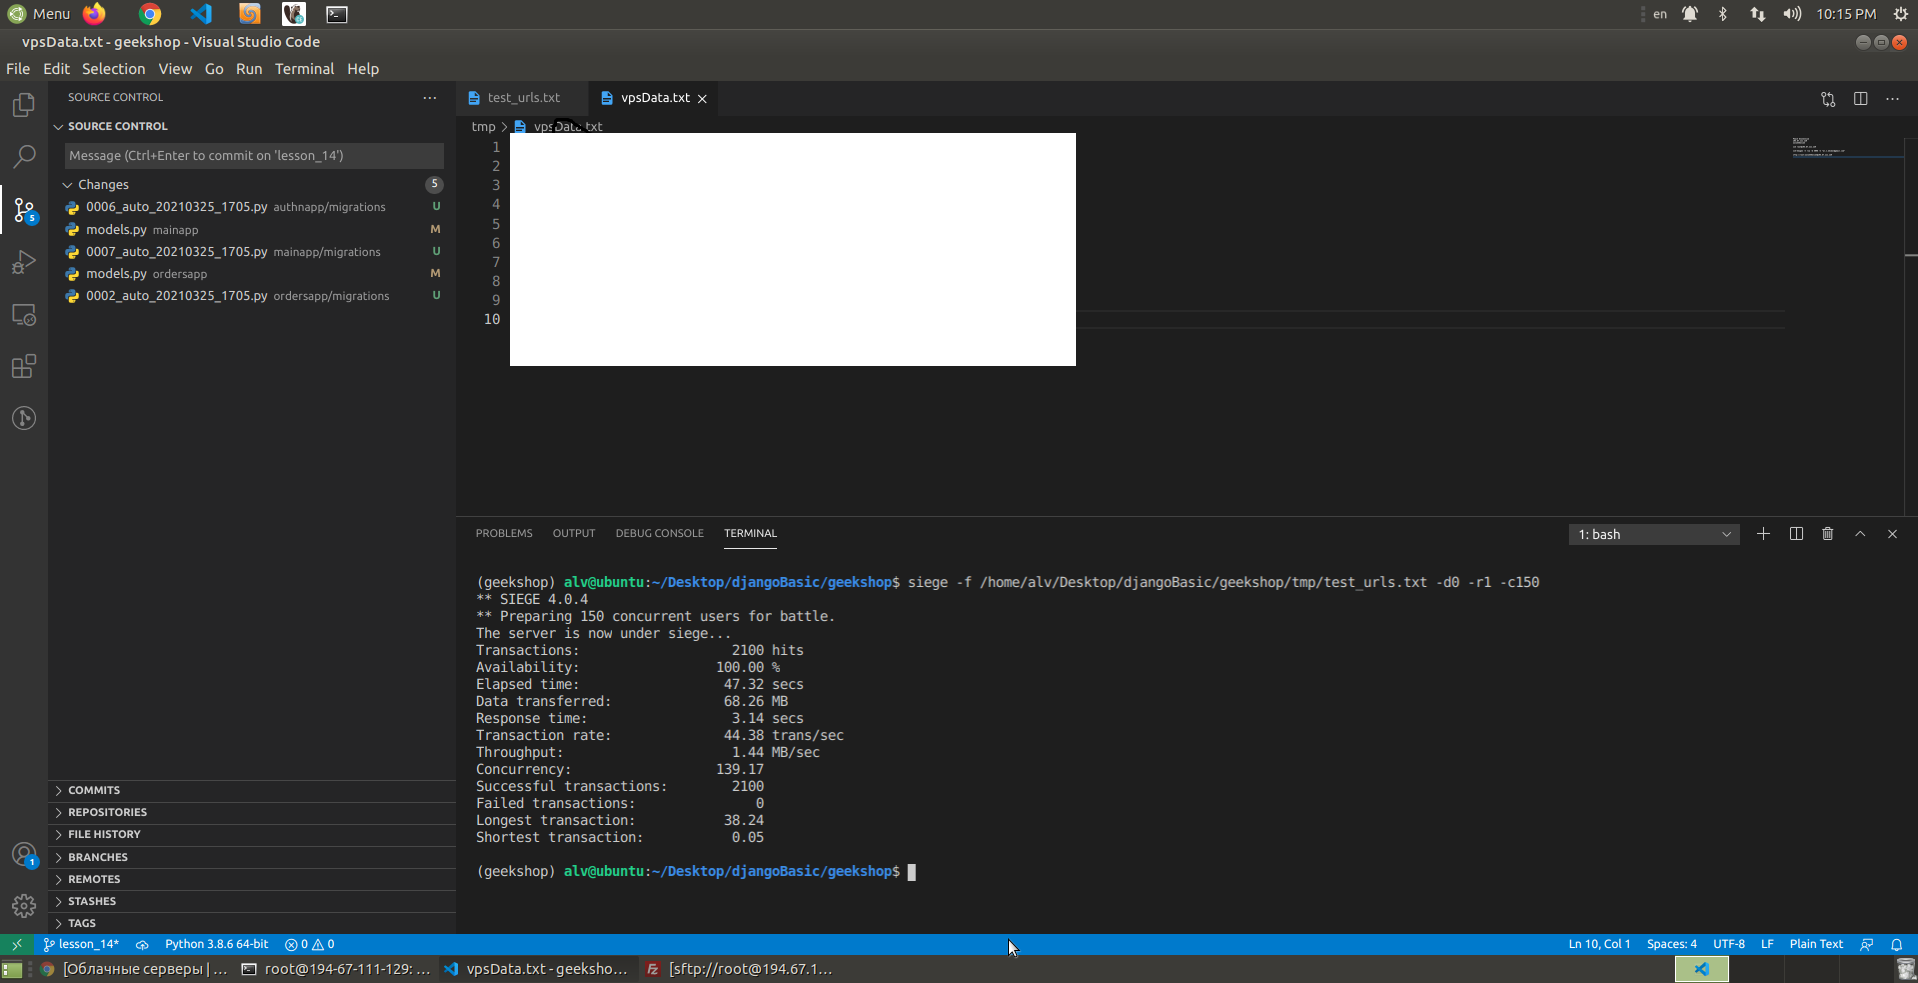 Menu
en
10:15 PM
vpsData.txt - geekshop - Visual Studio Code
File Edit Selection View Go Run Terminal Help
SOURCE CONTROL
test_urls.txt
vpsData.txt
SOURCE CONTROL
tmp > vpsData.txt
Message (Ctrl+Enter to commit on 'lesson_14')
Changes 5
0006_auto_20210325_1705.py authnapp/migrations U
models.py mainapp M
0007_auto_20210325_1705.py mainapp/migrations U
models.py ordersapp M
0002_auto_20210325_1705.py ordersapp/migrations U
5
1
2
3
4
5
6
7
8
9
10
PROBLEMS OUTPUT DEBUG CONSOLE TERMINAL
1: bash
(geekshop) alv@ubuntu:~/Desktop/djangoBasic/geekshop$ siege -f /home/alv/Desktop/djangoBasic/geekshop/tmp/test_urls.txt -d0 -r1 -c150
** SIEGE 4.0.4
** Preparing 150 concurrent users for battle.
The server is now under siege...
Transactions: 2100 hits
Availability: 100.00 %
Elapsed time: 47.32 secs
Data transferred: 68.26 MB
Response time: 3.14 secs
Transaction rate: 44.38 trans/sec
Throughput: 1.44 MB/sec
Concurrency: 139.17
Successful transactions: 2100
Failed transactions: 0
Longest transaction: 38.24
Shortest transaction: 0.05
(geekshop) alv@ubuntu:~/Desktop/djangoBasic/geekshop$
COMMITS
REPOSITORIES
FILE HISTORY
BRANCHES
REMOTES
STASHES
TAGS
1
lesson_14* Python 3.8.6 64-bit 0 0
Ln 10, Col 1 Spaces: 4 UTF-8 LF Plain Text
[Облачные серверы | ...
root@194-67-111-129: ...
vpsData.txt - geeksho...
[sftp://root@194.67.1...